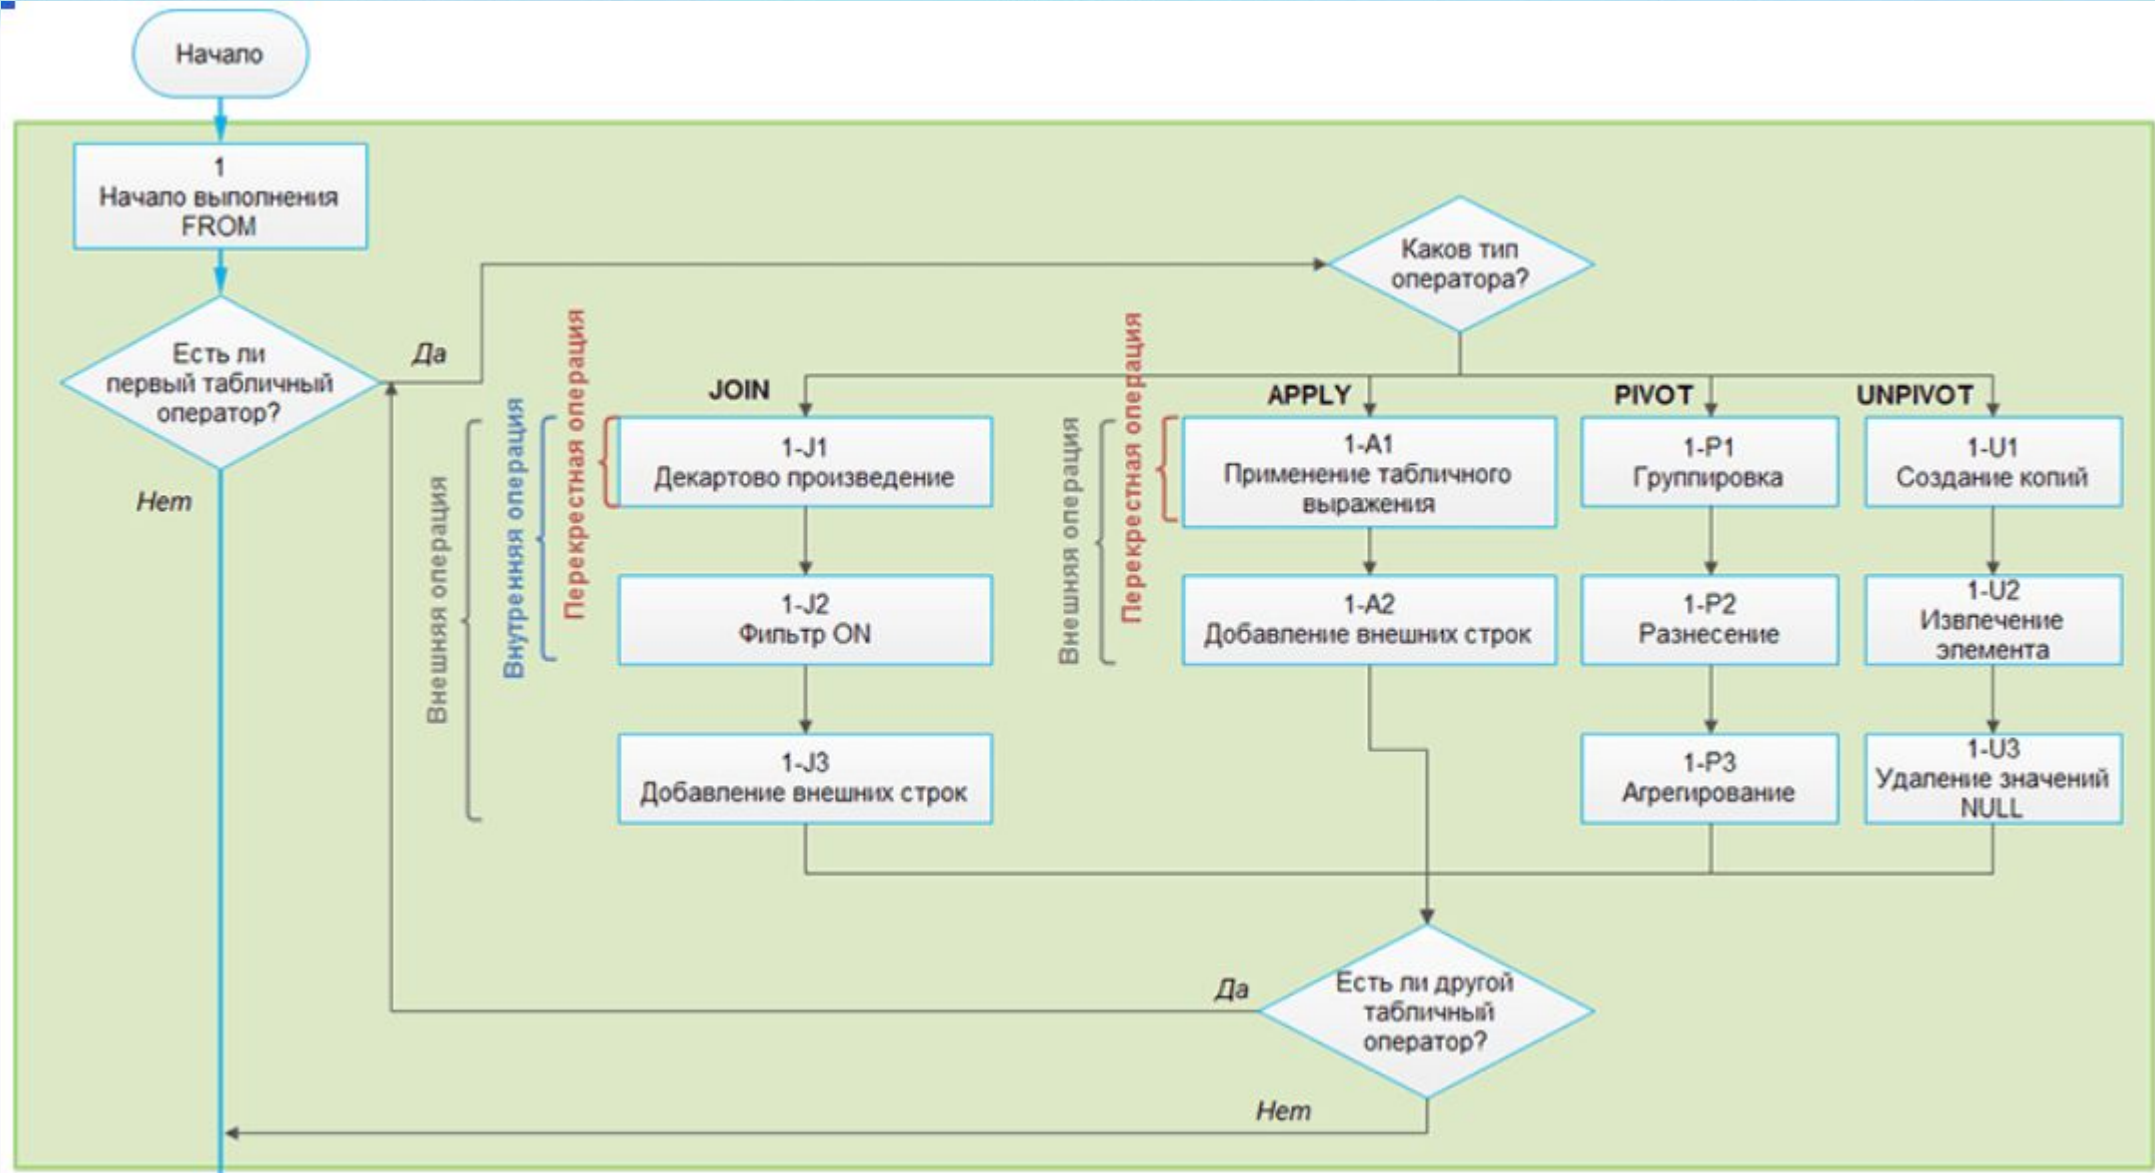 Начало
1
Начало выполнения
FROM
Есть ли
первый табличный
оператор?
Да
Нет
Каков тип
оператора?
Внешняя операция
Внутренняя операция
Перекрестная операция
JOIN
1-J1
Декартово произведение
1-J2
Фильтр ON
1-J3
Добавление внешних строк
Внешняя операция
Перекрестная операция
APPLY
1-A1
Применение табличного
выражения
1-A2
Добавление внешних строк
PIVOT
1-P1
Группировка
1-P2
Разнесение
1-P3
Агрегирование
UNPIVOT
1-U1
Создание копий
1-U2
Извлечение
элемента
1-U3
Удаление значений
NULL
Есть ли другой
табличный
оператор?
Да
Нет